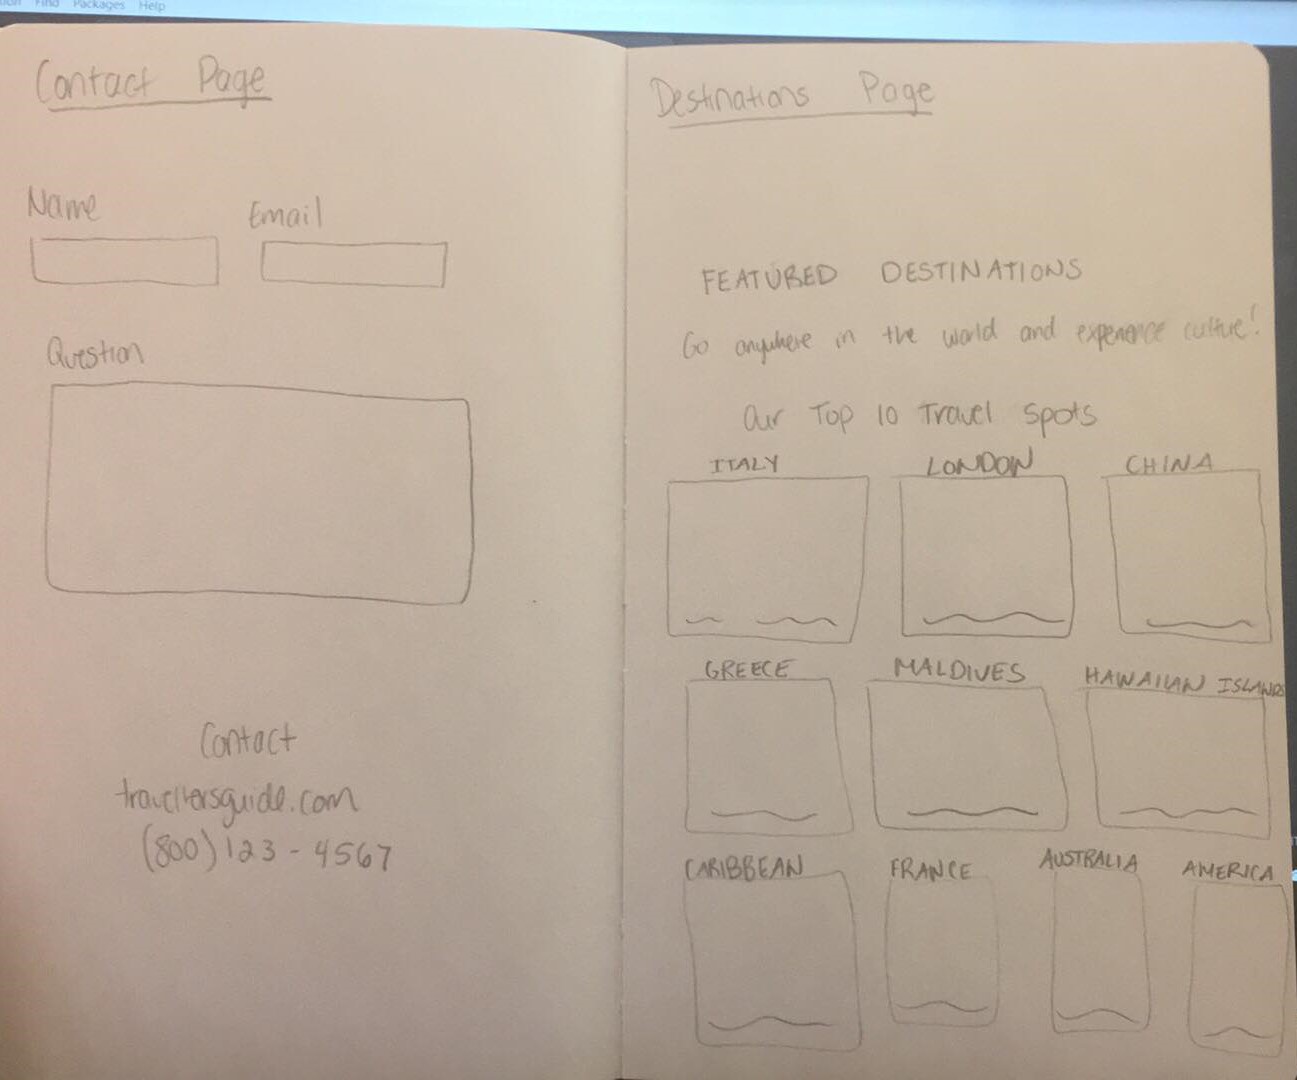 Find Packages Help
Contact Page
Name Email
Question
Contact
(800) 123-4567
Destinations Page
FEATURED DESTINATIONS
Go anywhere in the world and experience culture!
Our Top 10 Travel Spots
ITALY LONDON CHINA
GREECE MALDIVES HAWAIIAN ISLANDS
CARIBBEAN FRANCE AUSTRALIA AMERICA